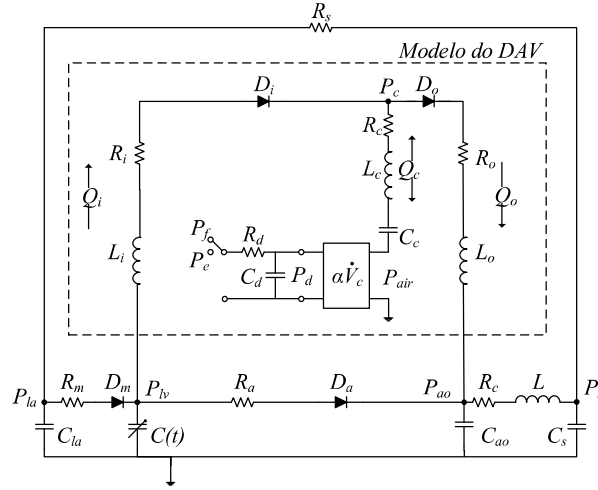 R_s
Modelo do DAV
D_i
P_c
D_o
R_i
R_c
R_o
Q_i
L_c
Q_c
Q_o
P_f
P_e
R_d
C_c
L_i
C_d
P_d
αV̇_c
P_air
L_o
P_la
R_m
D_m
P_lv
R_a
D_a
P_ao
R_c
L
C_la
C(t)
C_ao
C_s